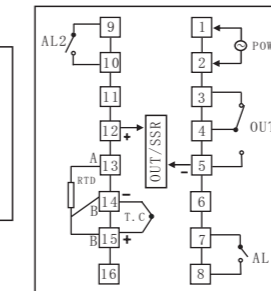 9 1
AL2 POW
10 2
11 3
12 + OUT/SSR 4 OUT
A 13 - 5
RTD
14 - 6
B T.C
B 15 + 7
AL
16 8